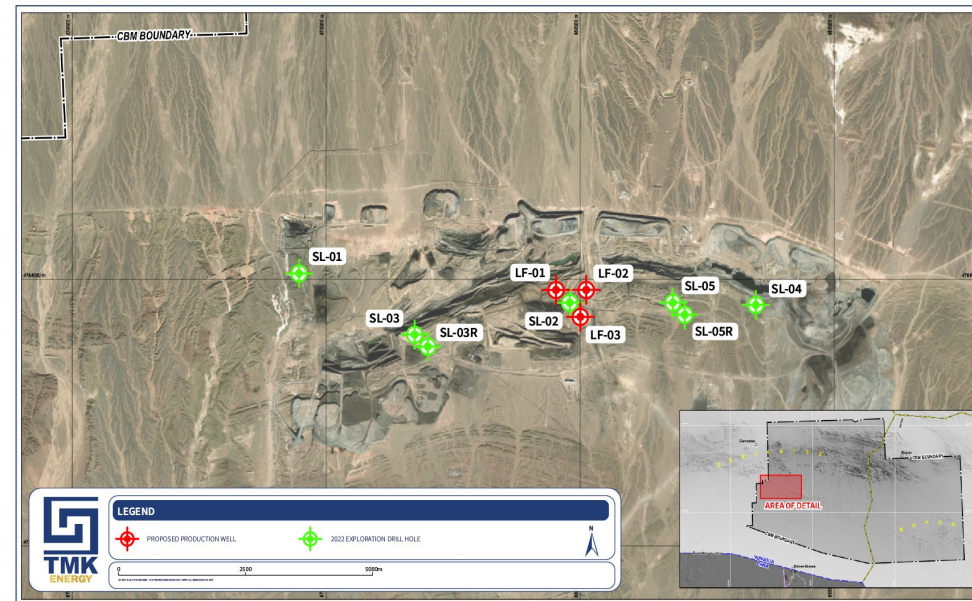 CBM BOUNDARY
SL-01
LF-01
LF-02
SL-05
SL-04
SL-02
LF-03
SL-05R
SL-03
SL-03R
CBM BOUNDARY
AREA OF DETAIL
CBM BOUNDARY
TMK
ENERGY
LEGEND
PROPOSED PRODUCTION WELL
2022 EXPLORATION DRILL HOLE
N
0 2500 5000m